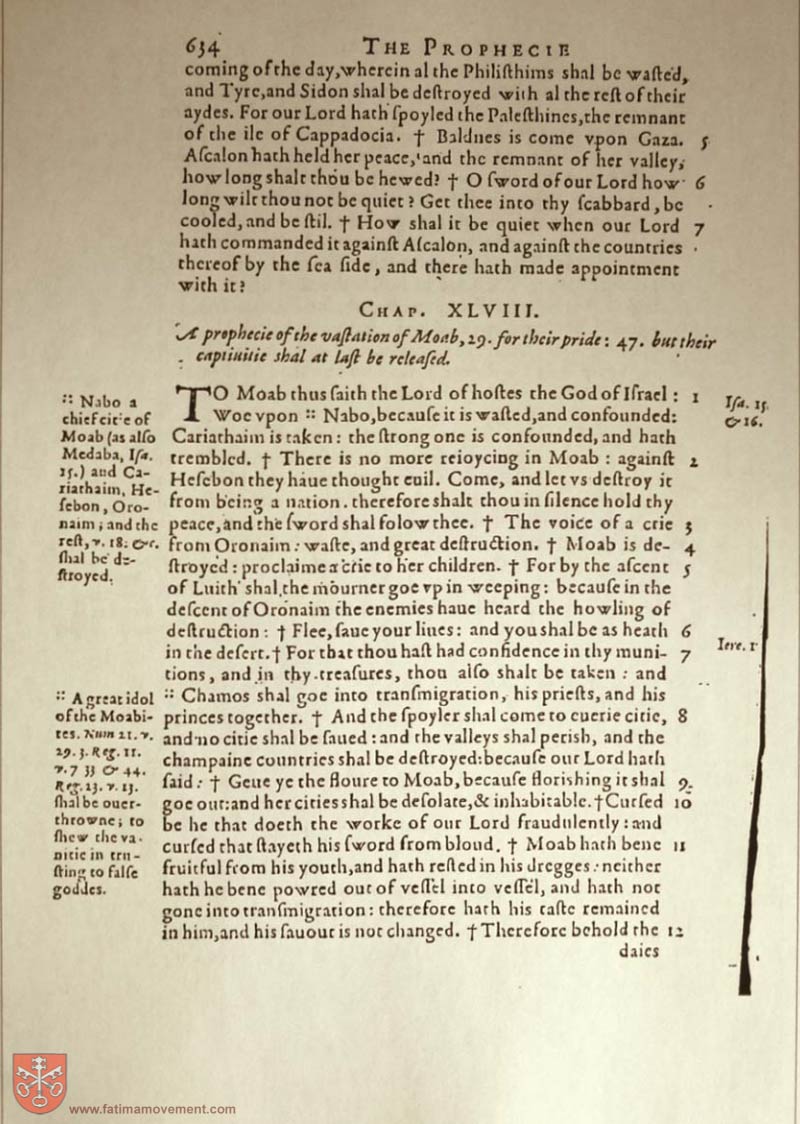 634 THE PROPHECIE
coming of the day, wherein al the Philiſthims shal be waſted,
and Tyre, and Sidon shal be deſtroyed with al the reſt of their
aydes. For our Lord hath ſpoyled the Paleſthines, the remnant
of the ile of Cappadocia. † Baldnes is come vpon Gaza. 5
Aſcalon hath held her peace, and the remnant of her valley,
how long shalt thou be hewed? † O ſword of our Lord how 6
long wilt thou not be quiet? Get thee into thy ſcabbard, be
cooled, and be ſtil. † How shal it be quiet when our Lord 7
hath commanded it againſt Aſcalon, and againſt the countries
thereof by the ſea ſide, and there hath made appointment
with it?
CHAP. XLVIII.
A prophecie of the vaſtation of Moab, 29. for their pride: 47. but their
captiuitie shal at laſt be releaſed.
TO Moab thus ſaith the Lord of hoſtes the God of Iſrael: 1
Woe vpon :: Nabo, becauſe it is waſted, and confounded:
Cariathaim is taken: the ſtrong one is confounded, and hath
trembled. † There is no more reioycing in Moab: againſt 2
Heſebon they haue thought euil. Come, and let vs deſtroy it
from being a nation. therefore shalt thou in ſilence hold thy
peace, and the ſword shal folow thee. † The voice of a crie 3
from Oronaim: waſte, and great deſtruction. † Moab is de- 4
ſtroyed: proclaime a crie to her children. † For by the aſcent 5
of Luith shal the mourner goe vp in weeping: becauſe in the
deſcent of Oronaim the enemies haue heard the howling of
deſtruction: † Flee, ſaue your liues: and you shal be as heath 6
in the deſert. † For that thou haſt had confidence in thy muni- 7
tions, and in thy treaſures, thou alſo shalt be taken: and
:: Chamos shal goe into tranſmigration, his prieſts, and his
princes together. † And the ſpoyler shal come to euerie citie, 8
and no citie shal be ſaued: and the valleys shal perish, and the
champaine countries shal be deſtroyed: becauſe our Lord hath
ſaid: † Geue ye the floure to Moab, becauſe florishing it shal 9
goe out: and her cities shal be deſolate, & inhabitable. † Curſed 10
be he that doeth the worke of our Lord fraudulently: and
curſed that ſtayeth his ſword from bloud. † Moab hath bene 11
fruitful from his youth, and hath reſted in his dregges: neither
hath he bene powred out of veſſel into veſſel, and hath not
gone into tranſmigration: therefore hath his taſte remained
in him, and his ſauour is not changed. † Therefore behold the 12
daies
:: Nabo a
chiefe citie of
Moab (as alſo
Medaba, Iſa.
15.) and Ca-
riathaim, He-
ſebon, Oro-
naim; and the
reſt, v. 18. &c.
shal be de-
ſtroyed.
:: A great idol
of the Moabi-
tes. Num 21. v.
29. 3. Reg. 11.
v. 7 33 & 44.
Reg. 23. v. 13.
shal be ouer-
throwne; to
shew the va-
nitie in tru-
ſting to falſe
goddes.
Iſa. 15.
& 16.
Iere. 1
www.fatimamovement.com